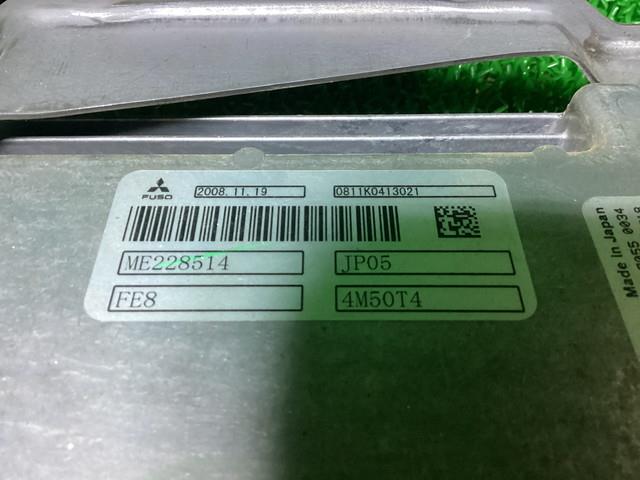 FUSO
2008.11.19
0811K0413021
ME228514
JP05
FE8
4M50T4
Made in Japan